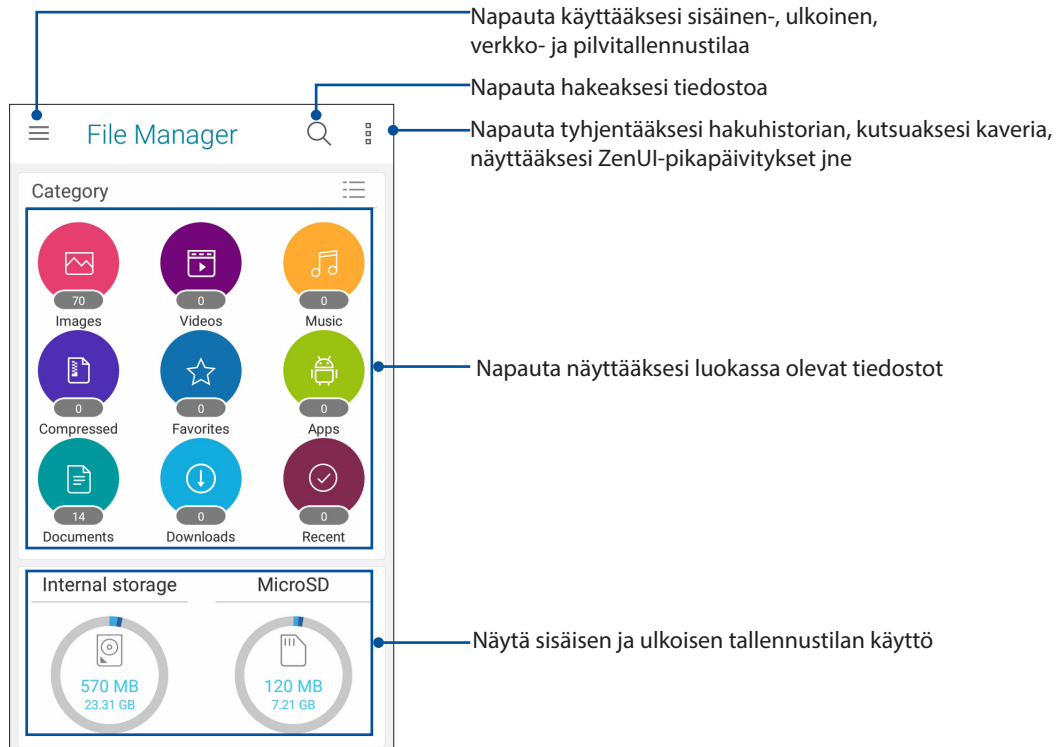 Napauta käyttääksesi sisäinen-, ulkoinen,
verkko- ja pilvitallennustilaa
Napauta hakeaksesi tiedostoa
Napauta tyhjentääksesi hakuhistorian, kutsuaksesi kaveria,
näyttääksesi ZenUI-pikapäivitykset jne
File Manager
Category
70
0
0
Images
Videos
Music
0
0
0
Compressed
Favorites
Apps
Napauta näyttääksesi luokassa olevat tiedostot
14
0
0
Documents
Downloads
Recent
Internal storage
MicroSD
Näytä sisäisen ja ulkoisen tallennustilan käyttö
570 MB
23.31 GB
120 MB
7.21 GB